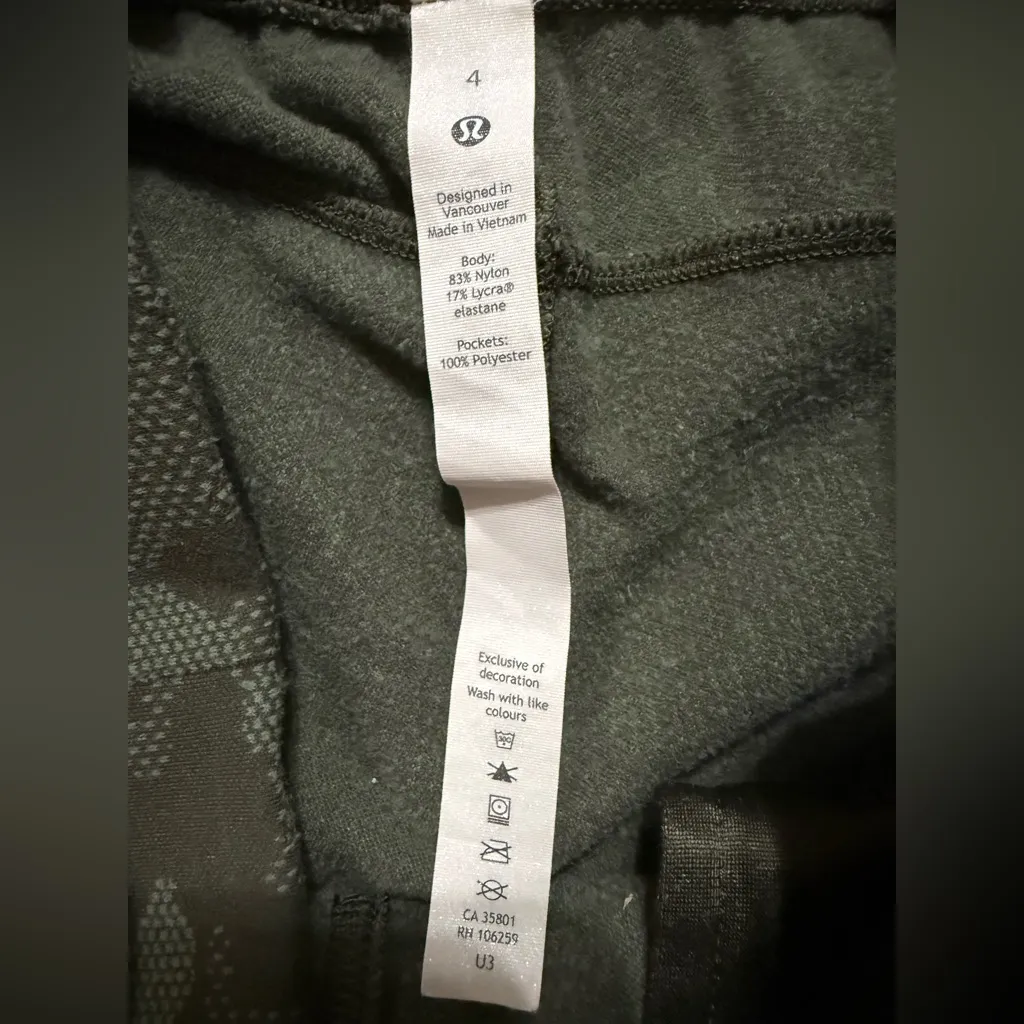 4
Designed in
Vancouver
Made in Vietnam
Body:
83% Nylon
17% Lycra®
elastane
Pockets:
100% Polyester
Exclusive of
decoration
Wash with like
colours
30C
CA 35801
RN 106259
U3